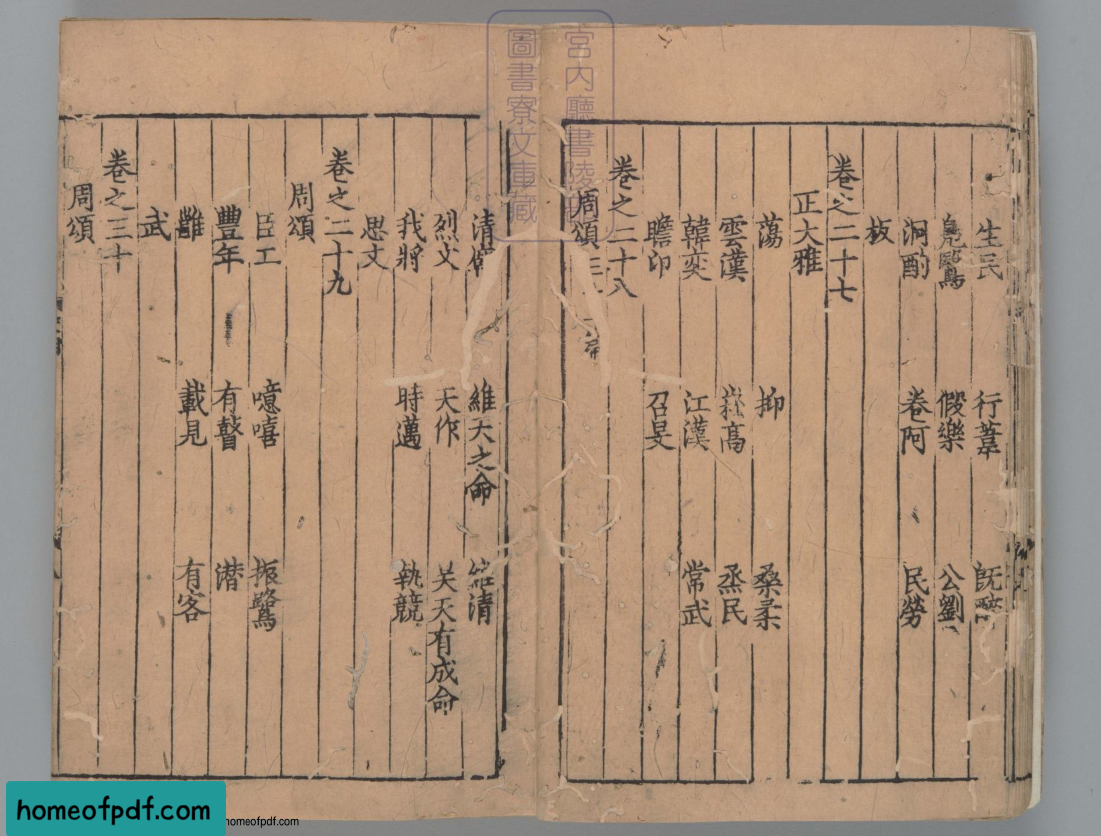 生民 行葦 既醉
鳧鷖 假樂 公劉
泂酌 卷阿 民勞
板
卷之二十七
正大雅
蕩 抑 桑柔
雲漢 崧高 烝民
韓奕 江漢 常武
瞻卬 召旻
卷之二十八
周頌
清廟 維天之命 維清
烈文 天作 昊天有成命
我將 時邁 執競
思文
卷之二十九
周頌
臣工 噫嘻 振鷺
豐年 有瞽 潜
雝 載見 有客
武
卷之三十
周頌
宮内廳書陵部
圖書寮文庫藏
homeofpdf.com
homeofpdf.com